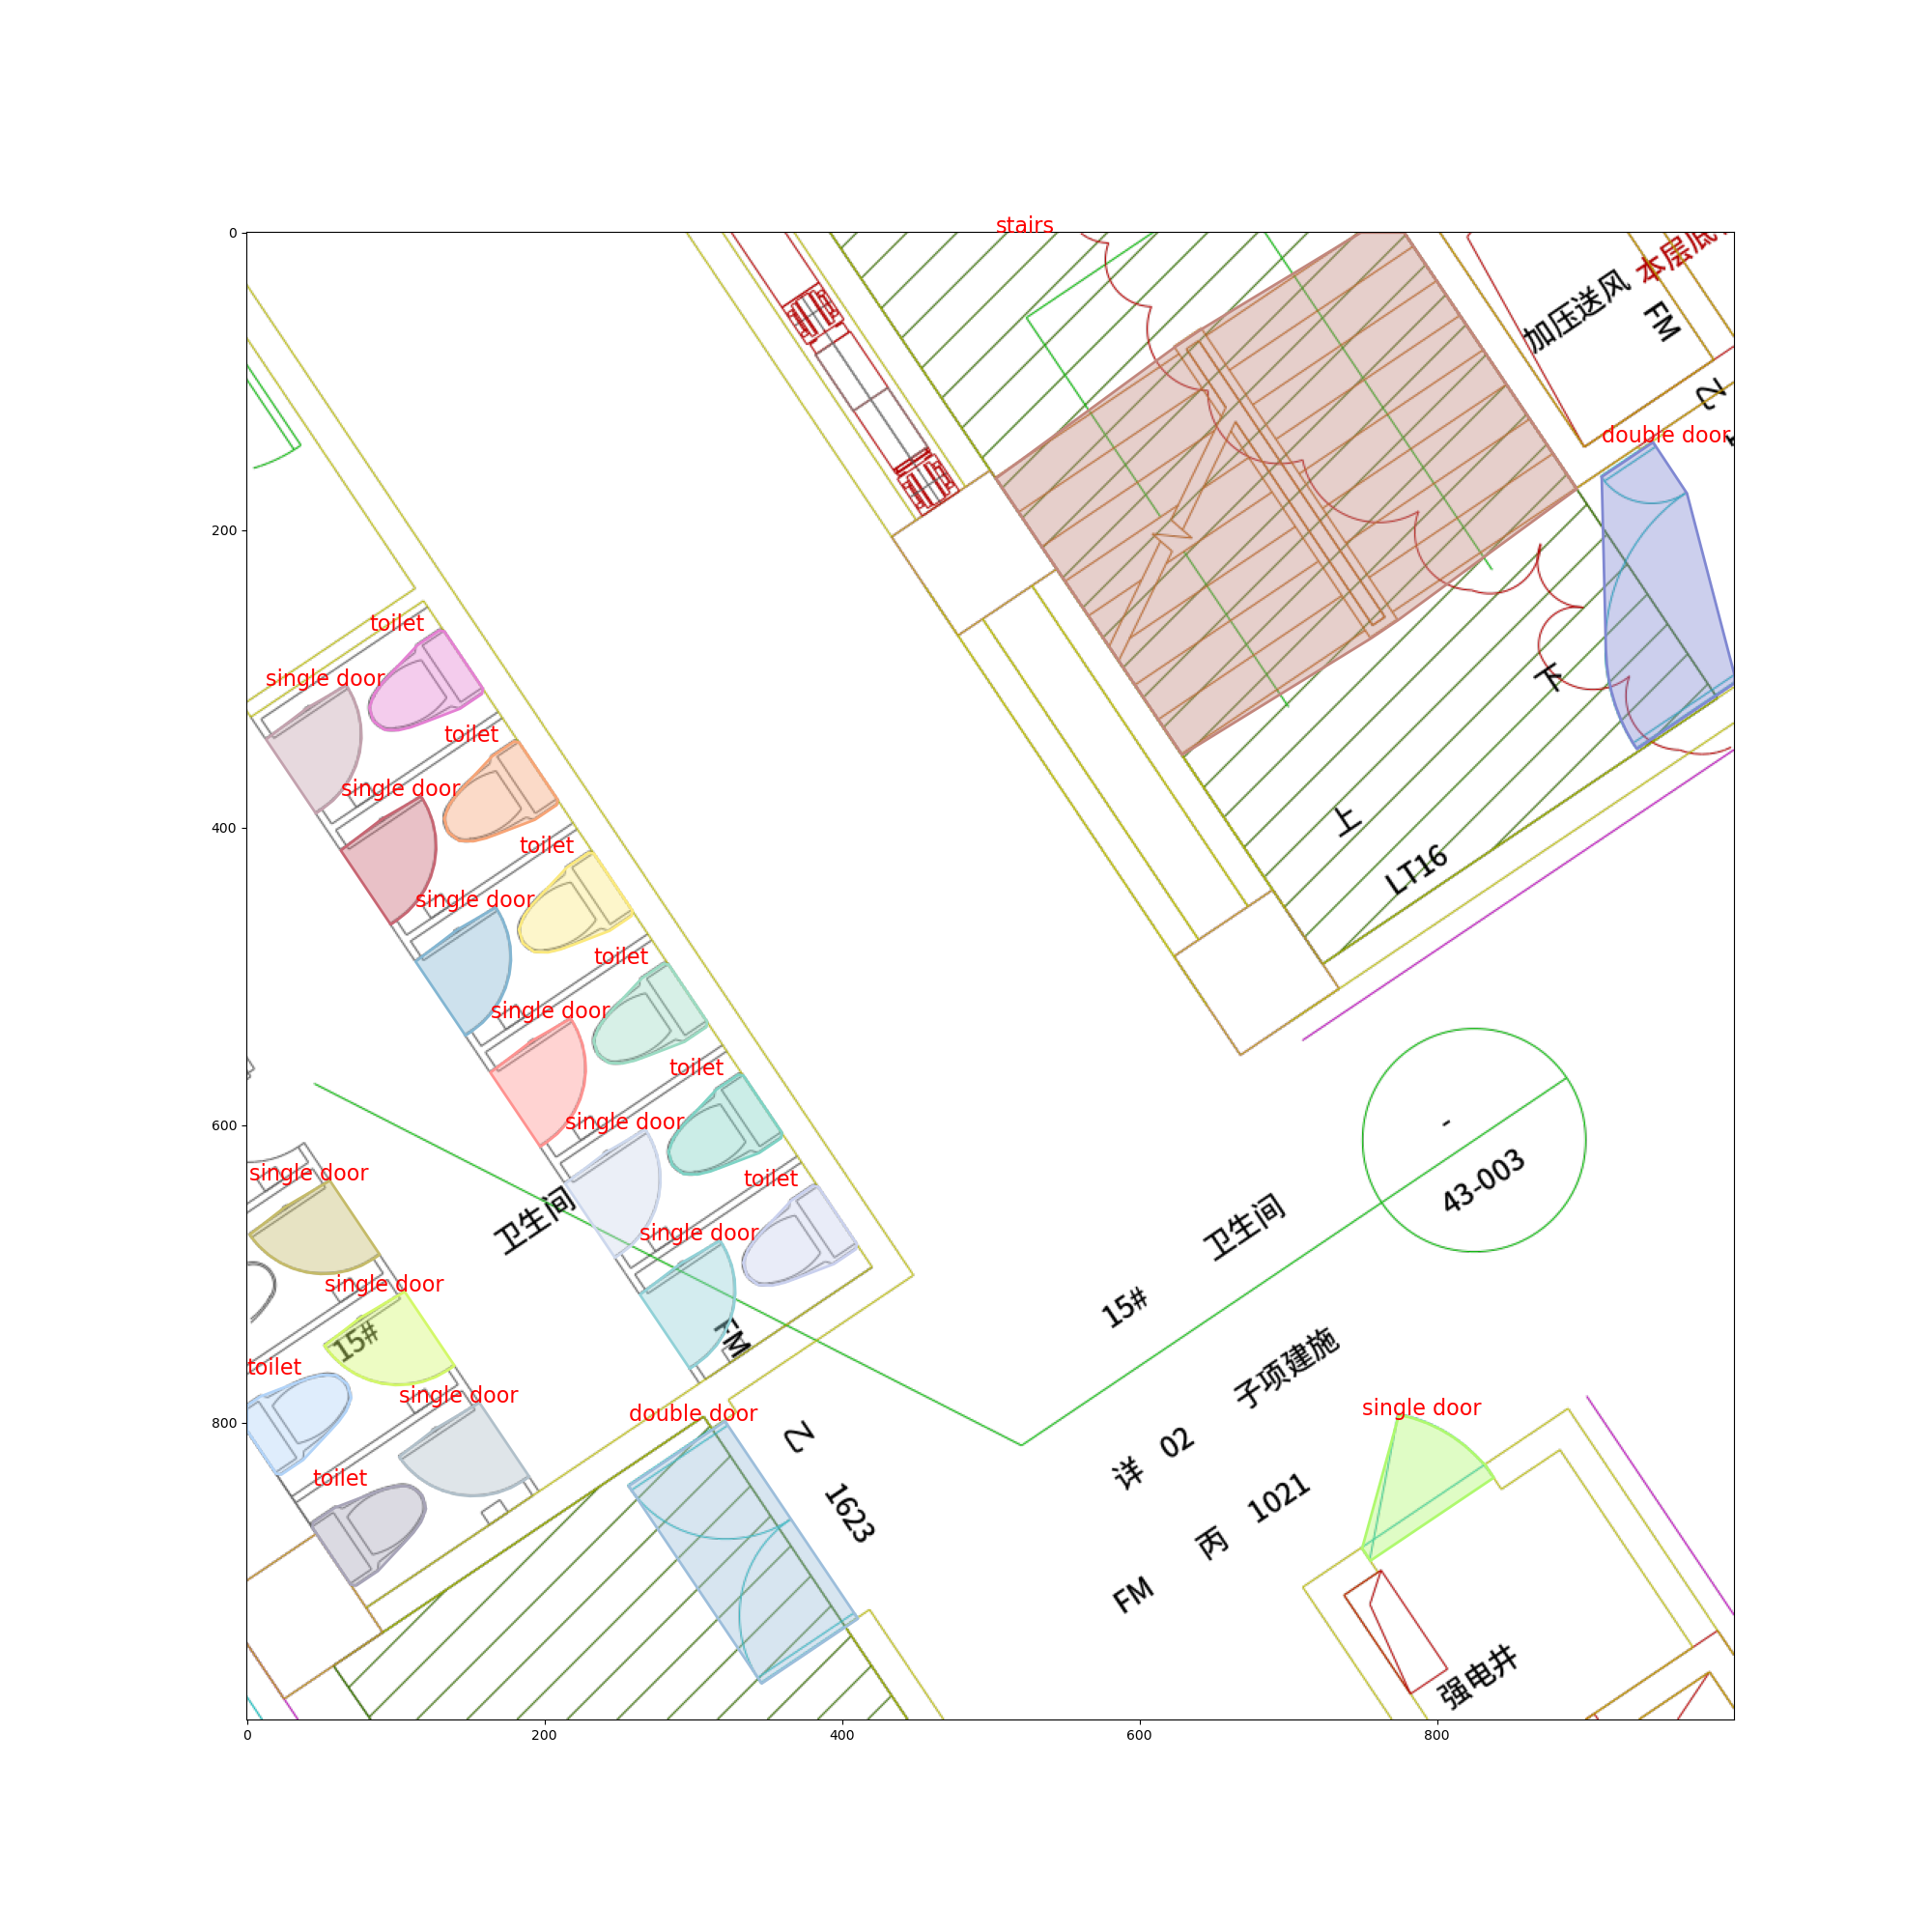 stairs
本层底
加压送风
FM
乙
double door
toilet
single door
toilet
single door
toilet
single door
toilet
single door
toilet
single door
toilet
single door
single door
single door
single door
toilet
toilet
卫生间
15#
FM
乙
1623
double door
下
上
LT16
-
43-003
15# 卫生间
子项建施
详 02
FM 丙 1021
single door
强电井
0
200
400
600
800
0
200
400
600
800